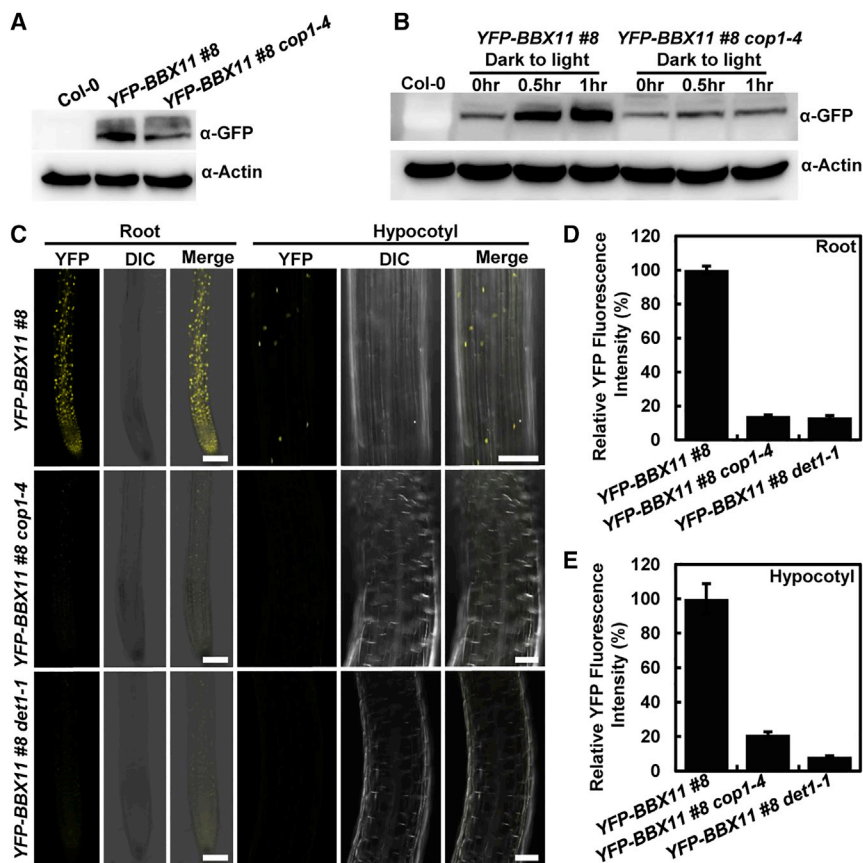 A
Col-0
YFP-BBX11 #8
YFP-BBX11 #8 cop1-4
α-GFP
α-Actin
B
YFP-BBX11 #8 YFP-BBX11 #8 cop1-4
Dark to light Dark to light
Col-0 0hr 0.5hr 1hr 0hr 0.5hr 1hr
α-GFP
α-Actin
C
Root Hypocotyl
YFP DIC Merge YFP DIC Merge
YFP-BBX11 #8
YFP-BBX11 #8 cop1-4
YFP-BBX11 #8 det1-1
D
Relative YFP Fluorescence
Intensity (%)
120
100
80
60
40
20
0
Root
YFP-BBX11 #8
YFP-BBX11 #8 cop1-4
YFP-BBX11 #8 det1-1
E
Relative YFP Fluorescence
Intensity (%)
120
100
80
60
40
20
0
Hypocotyl
YFP-BBX11 #8
YFP-BBX11 #8 cop1-4
YFP-BBX11 #8 det1-1